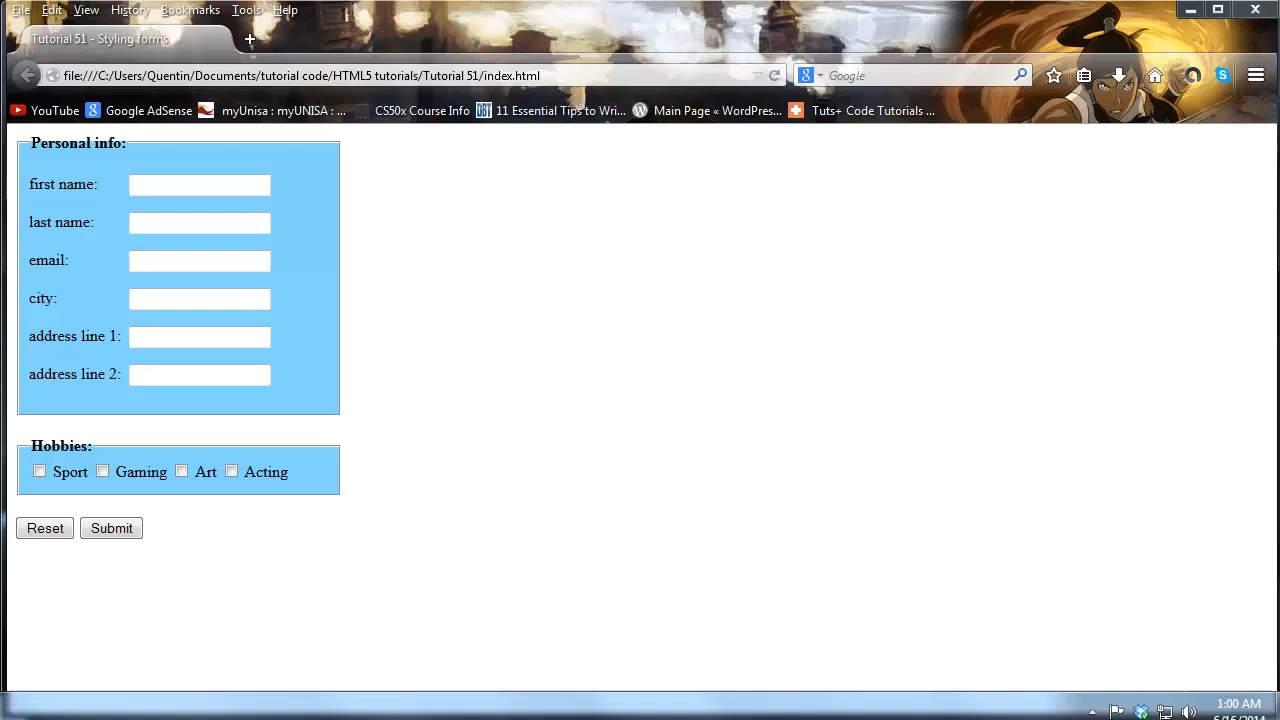 File Edit View History Bookmarks Tools Help
Tutorial 51 - Styling forms
file:///C:/Users/Quentin/Documents/tutorial code/HTML5 tutorials/Tutorial 51/index.html
Google
YouTube Google AdSense myUnisa : myUNISA : ... CS50x Course Info 11 Essential Tips to Wri... Main Page « WordPres... Tuts+ Code Tutorials ...
Personal info:
first name:
last name:
email:
city:
address line 1:
address line 2:
Hobbies:
Sport Gaming Art Acting
Reset Submit
1:00 AM
6/16/2014